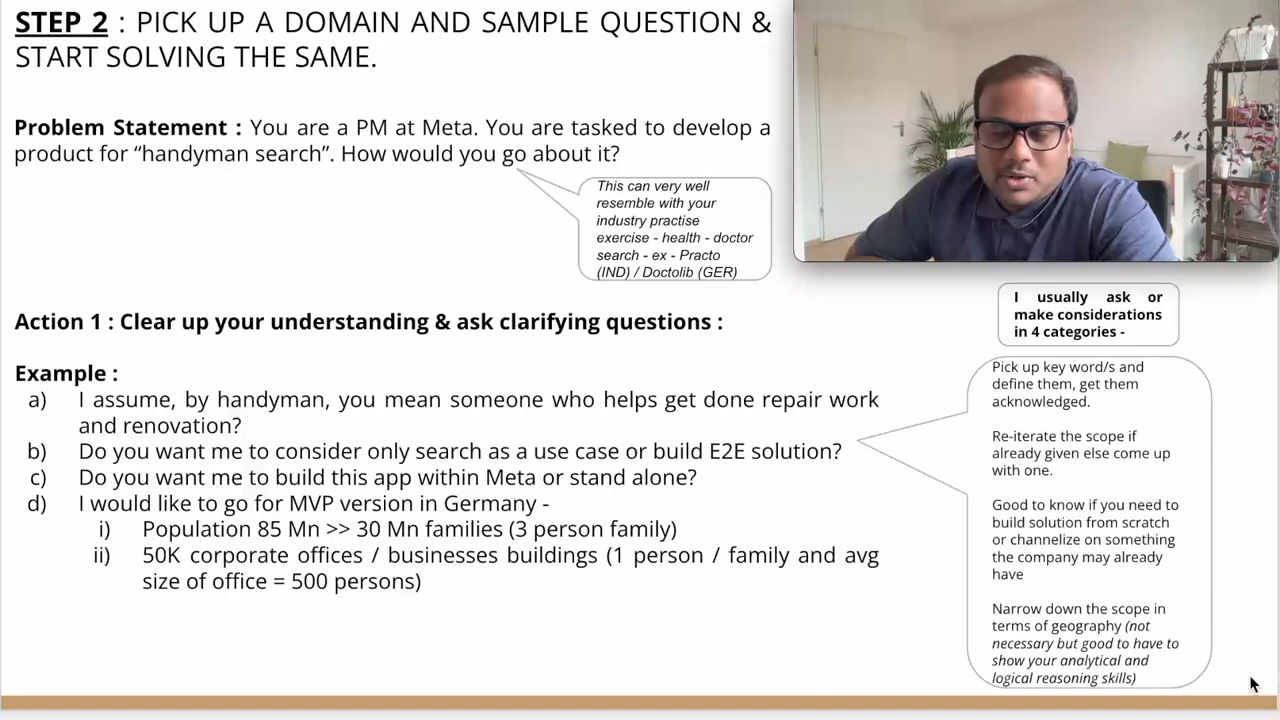 STEP 2 : PICK UP A DOMAIN AND SAMPLE QUESTION &
START SOLVING THE SAME.
Problem Statement : You are a PM at Meta. You are tasked to develop a
product for “handyman search”. How would you go about it?
This can very well
resemble with your
industry practise
exercise - health - doctor
search - ex - Practo
(IND) / Doctolib (GER)
Action 1 : Clear up your understanding & ask clarifying questions :
Example :
a) I assume, by handyman, you mean someone who helps get done repair work
and renovation?
b) Do you want me to consider only search as a use case or build E2E solution?
c) Do you want me to build this app within Meta or stand alone?
d) I would like to go for MVP version in Germany -
i) Population 85 Mn >> 30 Mn families (3 person family)
ii) 50K corporate offices / businesses buildings (1 person / family and avg
size of office = 500 persons)
I usually ask or
make considerations
in 4 categories -
Pick up key word/s and
define them, get them
acknowledged.
Re-iterate the scope if
already given else come up
with one.
Good to know if you need to
build solution from scratch
or channelize on something
the company may already
have
Narrow down the scope in
terms of geography (not
necessary but good to have to
show your analytical and
logical reasoning skills)